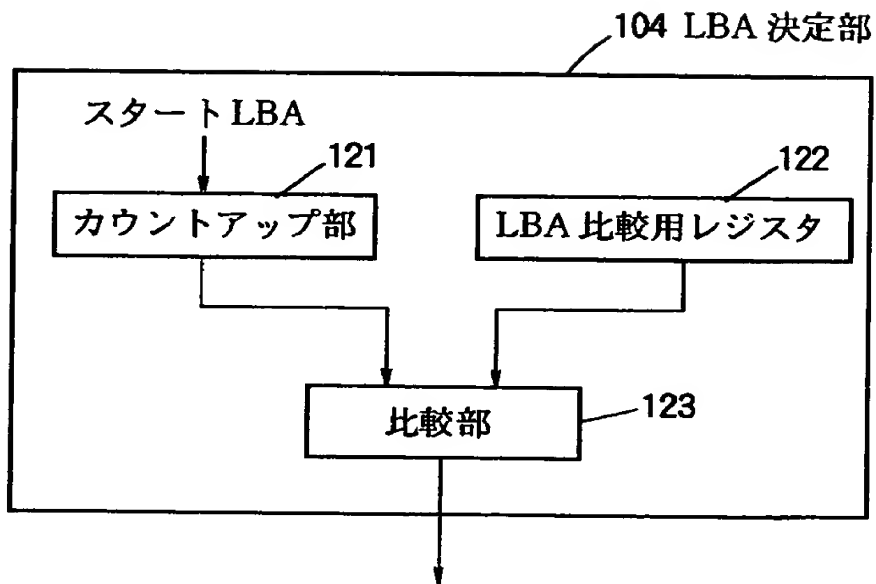 104 LBA 決定部
スタートLBA
121
122
カウントアップ部
LBA 比較用レジスタ
比較部
123